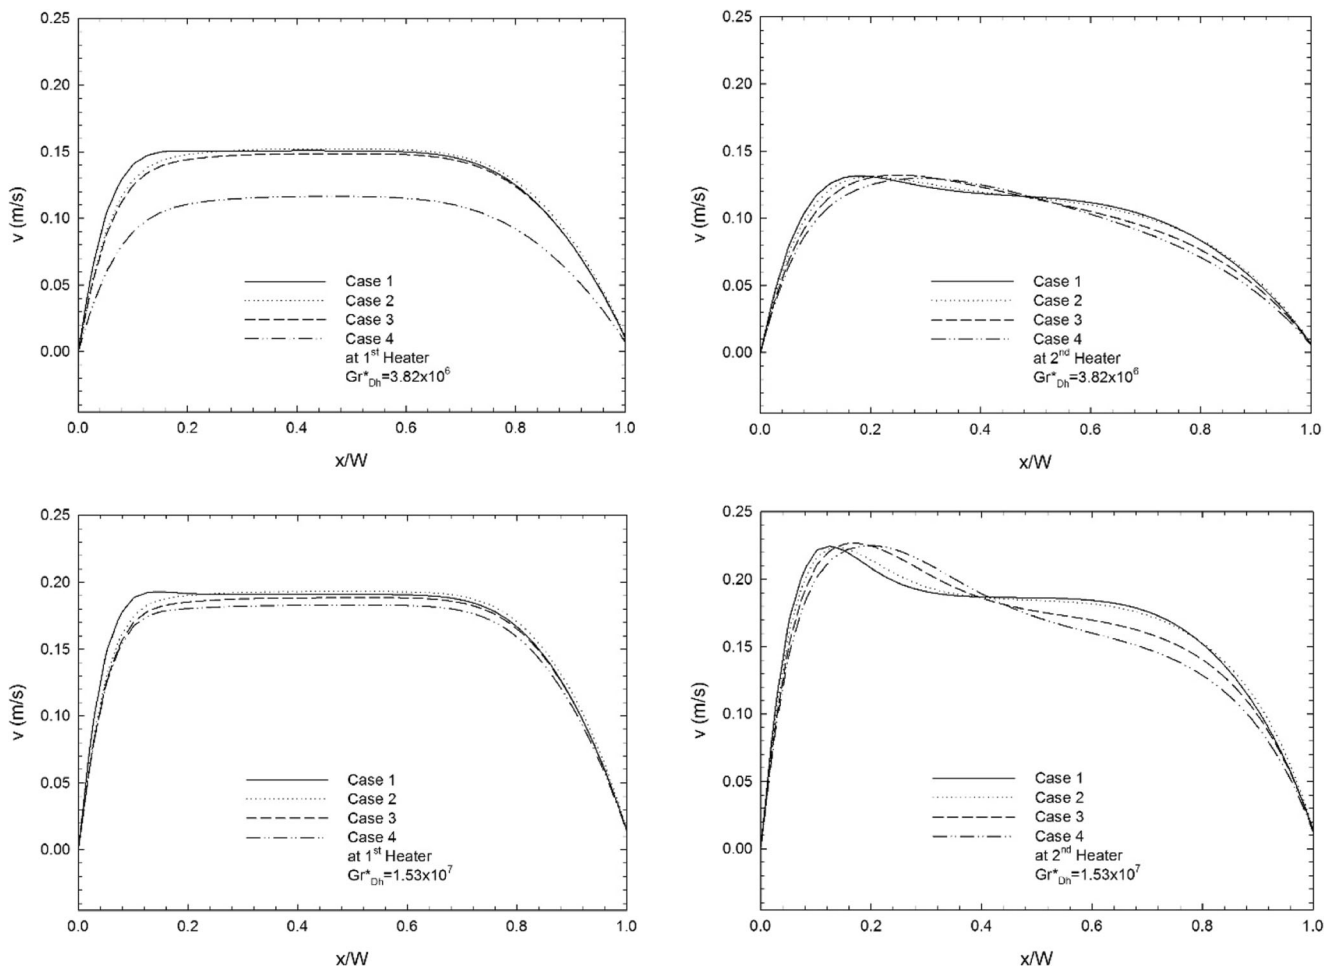 0.25
0.20
0.15
0.10
0.05
0.00
v (m/s)
Case 1
Case 2
Case 3
Case 4
at 1st Heater
Gr*Dh=3.82x10^6
0.0 0.2 0.4 0.6 0.8 1.0
x/W
0.25
0.20
0.15
0.10
0.05
0.00
v (m/s)
Case 1
Case 2
Case 3
Case 4
at 2nd Heater
Gr*Dh=3.82x10^6
0.0 0.2 0.4 0.6 0.8 1.0
x/W
0.25
0.20
0.15
0.10
0.05
0.00
v (m/s)
Case 1
Case 2
Case 3
Case 4
at 1st Heater
Gr*Dh=1.53x10^7
0.0 0.2 0.4 0.6 0.8 1.0
x/W
0.25
0.20
0.15
0.10
0.05
0.00
v (m/s)
Case 1
Case 2
Case 3
Case 4
at 2nd Heater
Gr*Dh=1.53x10^7
0.0 0.2 0.4 0.6 0.8 1.0
x/W